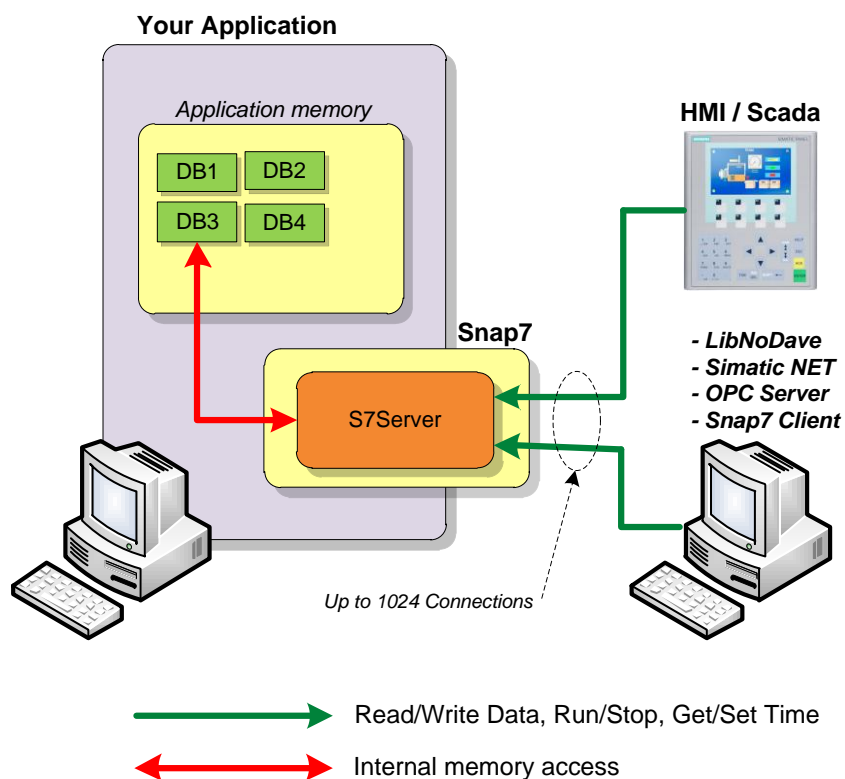 Your Application
Application memory
DB1
DB2
DB3
DB4
HMI / Scada
Snap7
S7Server
- LibNoDave
- Simatic NET
- OPC Server
- Snap7 Client
Up to 1024 Connections
Read/Write Data, Run/Stop, Get/Set Time
Internal memory access